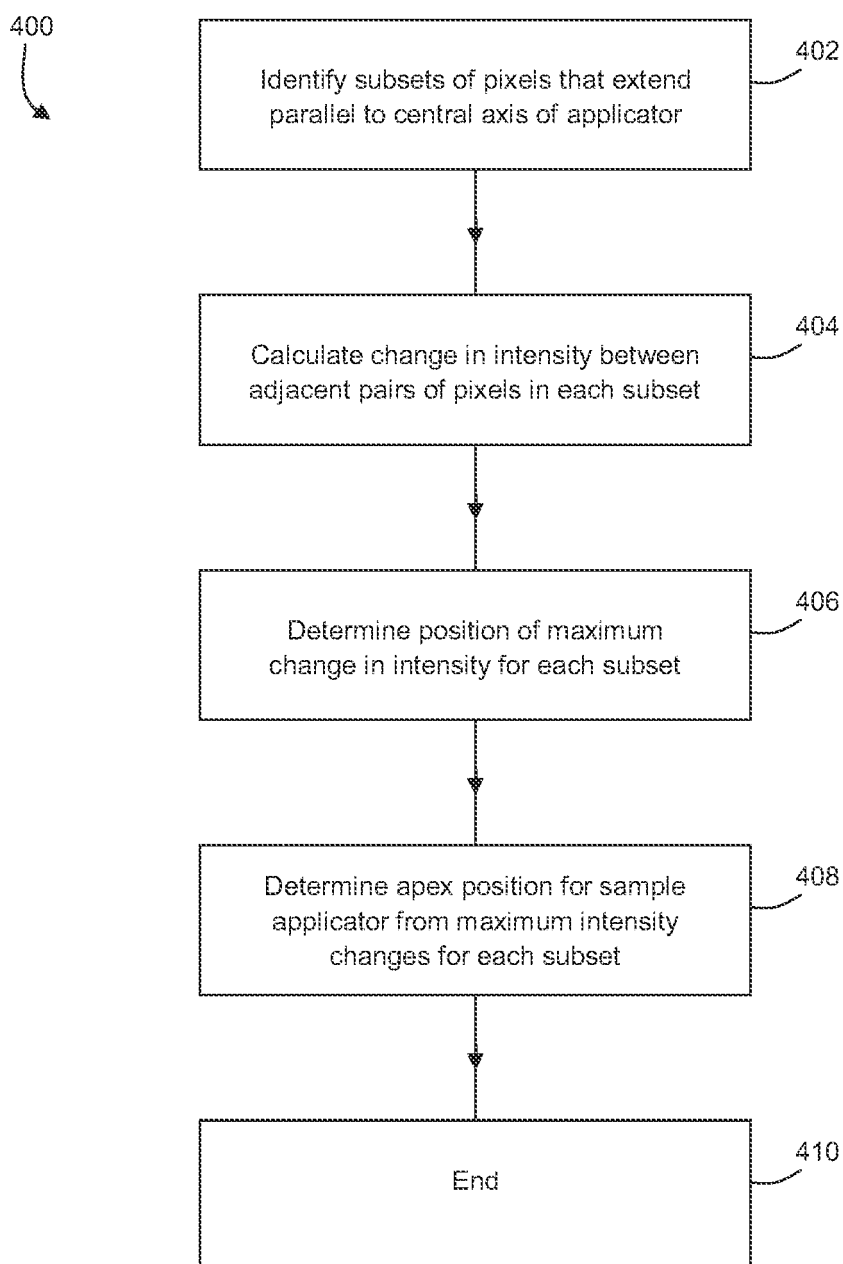 400
402
Identify subsets of pixels that extend
parallel to central axis of applicator
404
Calculate change in intensity between
adjacent pairs of pixels in each subset
406
Determine position of maximum
change in intensity for each subset
408
Determine apex position for sample
applicator from maximum intensity
changes for each subset
410
End